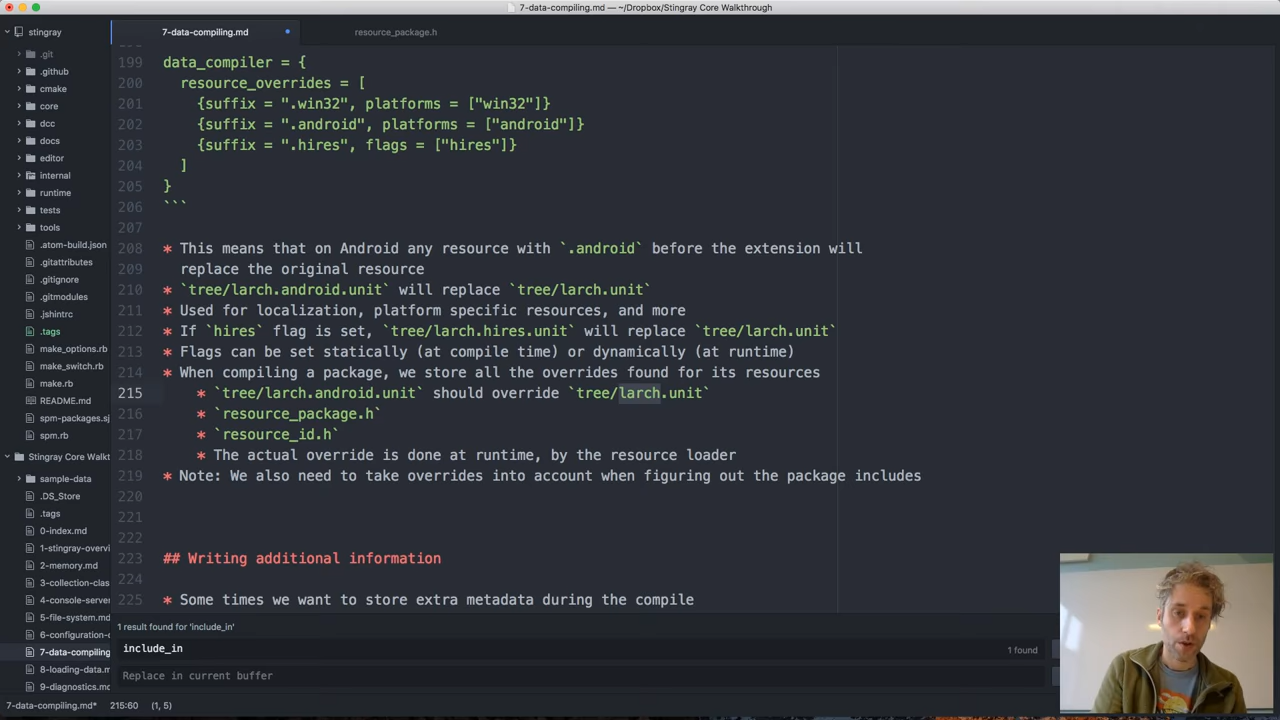 7-data-compiling.md — ~/Dropbox/Stingray Core Walkthrough
stingray
7-data-compiling.md
resource_package.h
.git
.github
cmake
core
dcc
docs
editor
internal
runtime
tests
tools
.atom-build.json
.gitattributes
.gitignore
.gitmodules
.jshintrc
.tags
make_options.rb
make_switch.rb
make.rb
README.md
spm-packages.sj
spm.rb
Stingray Core Walkt
sample-data
.DS_Store
.tags
0-index.md
1-stingray-overvi
2-memory.md
3-collection-clas
4-console-server
5-file-system.md
6-configuration-c
7-data-compiling
8-loading-data.m
9-diagnostics.md
199 data_compiler = {
200 resource_overrides = [
201 {suffix = ".win32", platforms = ["win32"]}
202 {suffix = ".android", platforms = ["android"]}
203 {suffix = ".hires", flags = ["hires"]}
204 ]
205 }
206 ```
207
208 * This means that on Android any resource with `.android` before the extension will
209 replace the original resource
210 * `tree/larch.android.unit` will replace `tree/larch.unit`
211 * Used for localization, platform specific resources, and more
212 * If `hires` flag is set, `tree/larch.hires.unit` will replace `tree/larch.unit`
213 * Flags can be set statically (at compile time) or dynamically (at runtime)
214 * When compiling a package, we store all the overrides found for its resources
215 * `tree/larch.android.unit` should override `tree/larch.unit`
216 * `resource_package.h`
217 * `resource_id.h`
218 * The actual override is done at runtime, by the resource loader
219 * Note: We also need to take overrides into account when figuring out the package includes
220
221
222
223 ## Writing additional information
224
225 * Some times we want to store extra metadata during the compile
1 result found for 'include_in'
include_in
1 found
Replace in current buffer
7-data-compiling.md* 215:60 (1, 5)